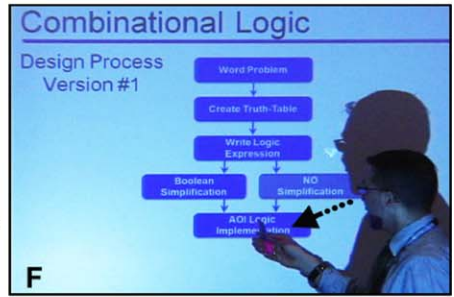 Combinational Logic
Design Process
Version #1
Word Problem
Create Truth-Table
Write Logic
Expression
Boolean
Simplification
NO
Simplification
AOI Logic
Implementation
F